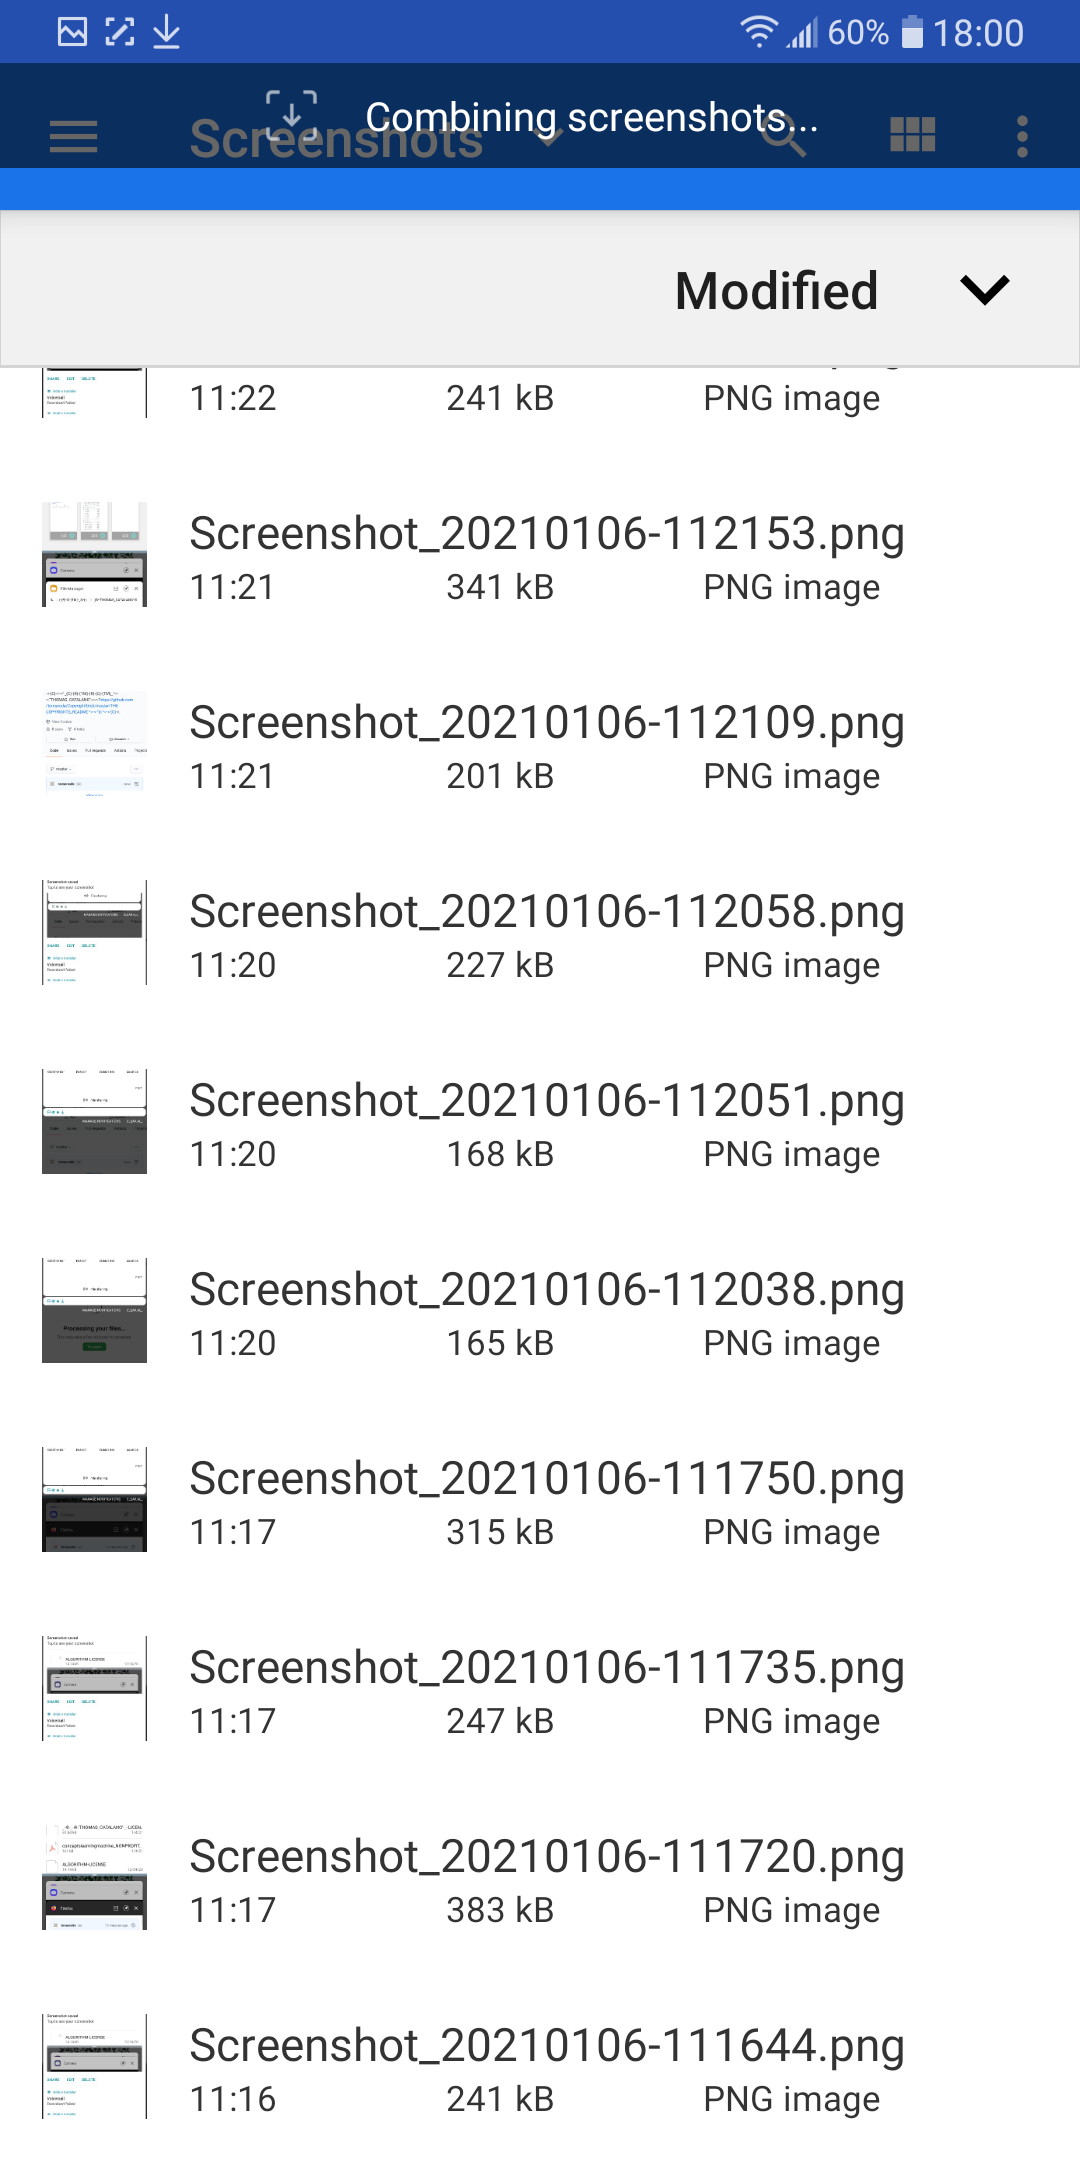 60% 18:00
Combining screenshots...
Screenshots
Modified
11:22 241 kB PNG image
Screenshot_20210106-112153.png
11:21 341 kB PNG image
Screenshot_20210106-112109.png
11:21 201 kB PNG image
Screenshot_20210106-112058.png
11:20 227 kB PNG image
Screenshot_20210106-112051.png
11:20 168 kB PNG image
Screenshot_20210106-112038.png
11:20 165 kB PNG image
Screenshot_20210106-111750.png
11:17 315 kB PNG image
Screenshot_20210106-111735.png
11:17 247 kB PNG image
Screenshot_20210106-111720.png
11:17 383 kB PNG image
Screenshot_20210106-111644.png
11:16 241 kB PNG image